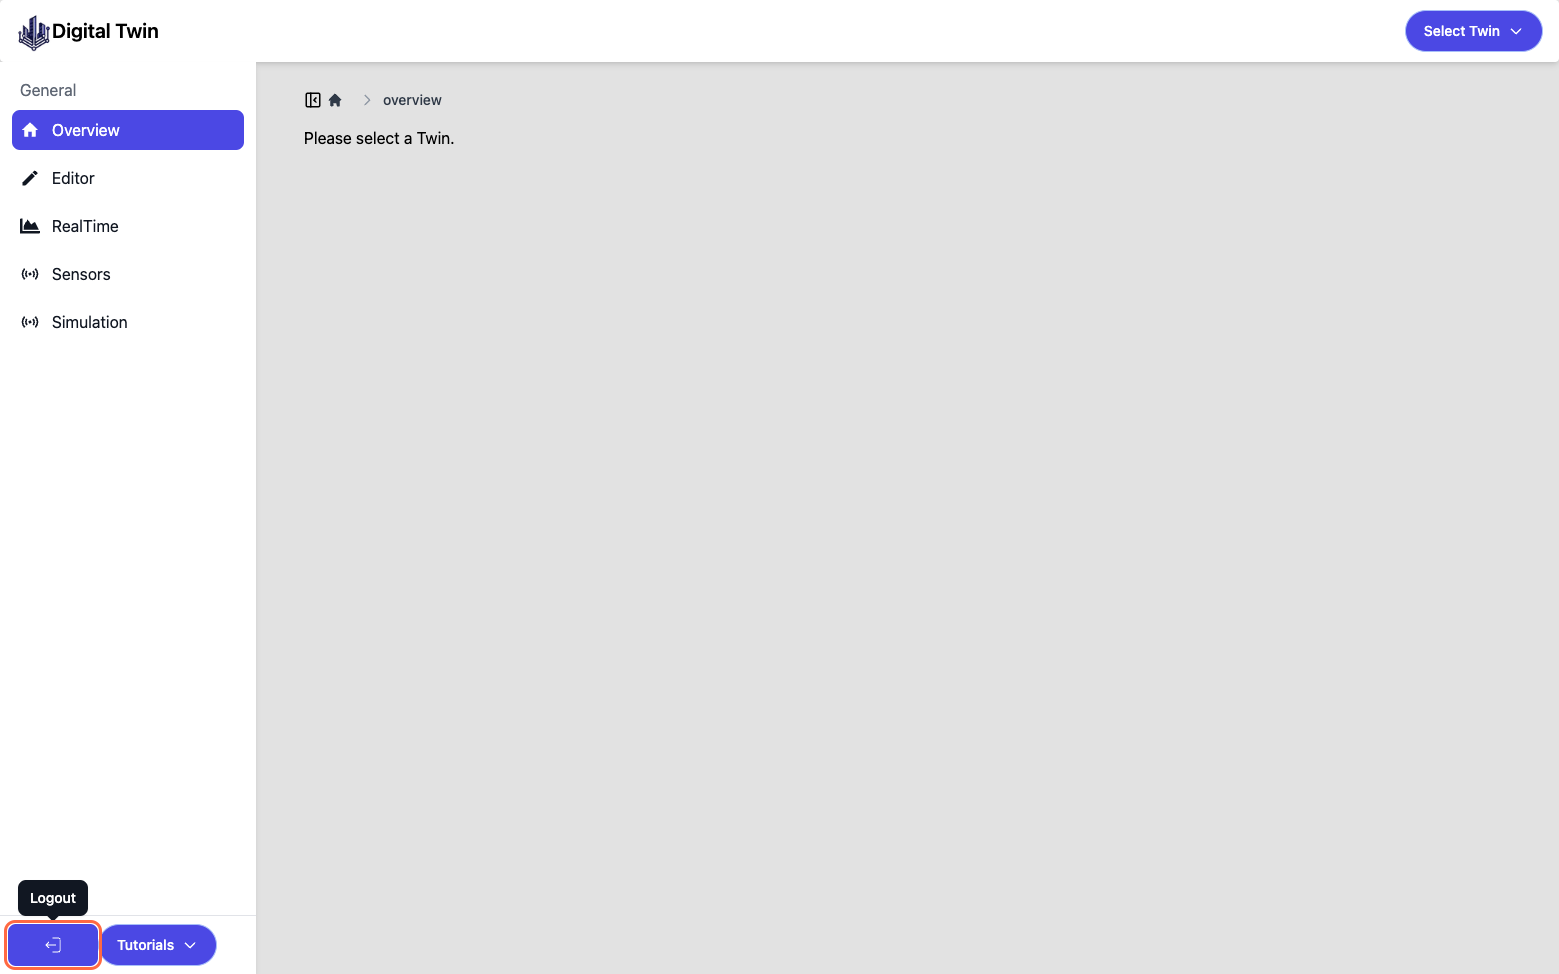 Digital Twin
Select Twin
General
Overview
Editor
RealTime
Sensors
Simulation
overview
Please select a Twin.
Logout
Tutorials